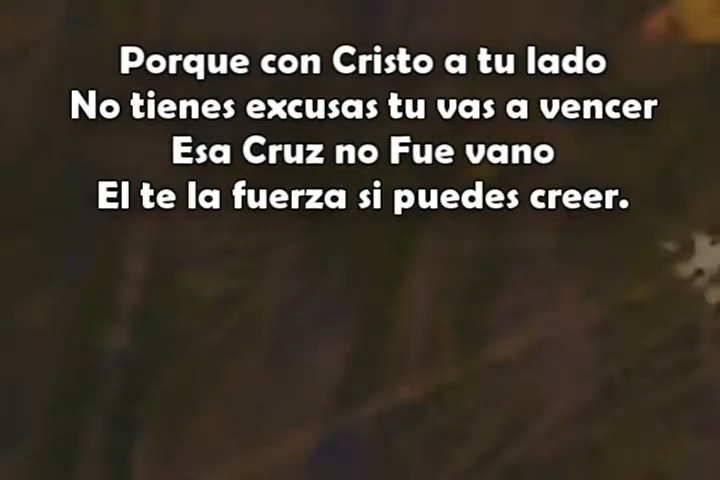 Porque con Cristo a tu lado
No tienes excusas tu vas a vencer
Esa Cruz no Fue vano
El te la fuerza si puedes creer.